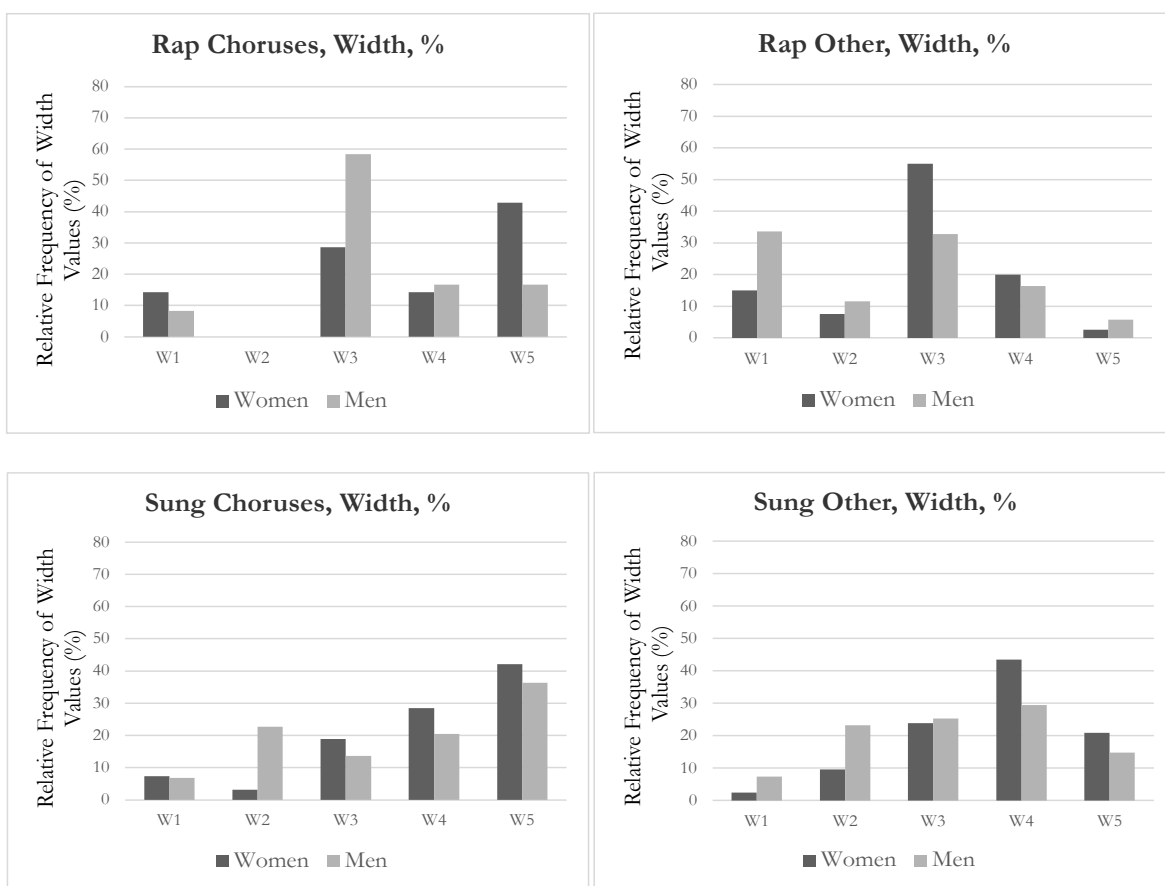 Rap Choruses, Width, %
Relative Frequency of Width
Values (%)
80
70
60
50
40
30
20
10
0
W1 W2 W3 W4 W5
Women Men
Rap Other, Width, %
Relative Frequency of Width
Values (%)
80
70
60
50
40
30
20
10
0
W1 W2 W3 W4 W5
Women Men
Sung Choruses, Width, %
Relative Frequency of Width
Values (%)
80
70
60
50
40
30
20
10
0
W1 W2 W3 W4 W5
Women Men
Sung Other, Width, %
Relative Frequency of Width
Values (%)
80
70
60
50
40
30
20
10
0
W1 W2 W3 W4 W5
Women Men